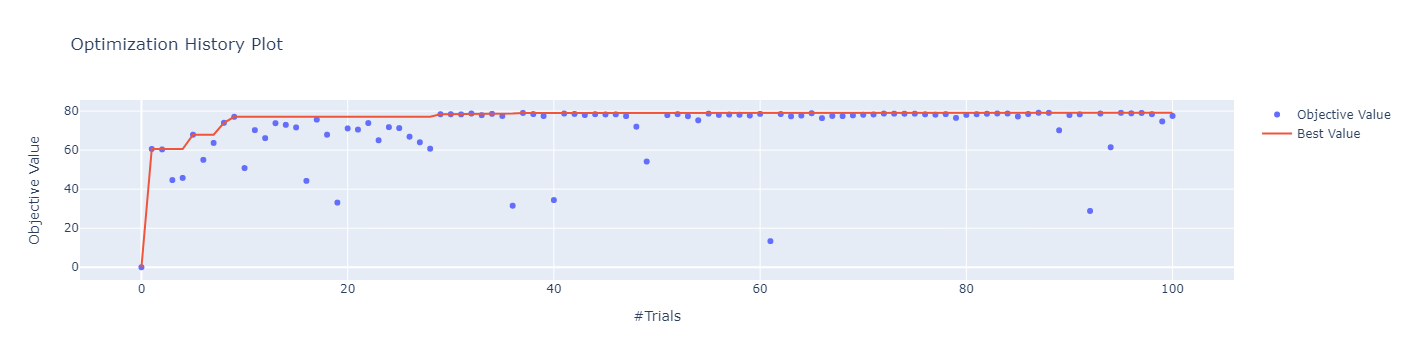 Optimization History Plot
80
60
40
20
0
Objective Value
0 20 40 60 80 100
#Trials
Objective Value
Best Value